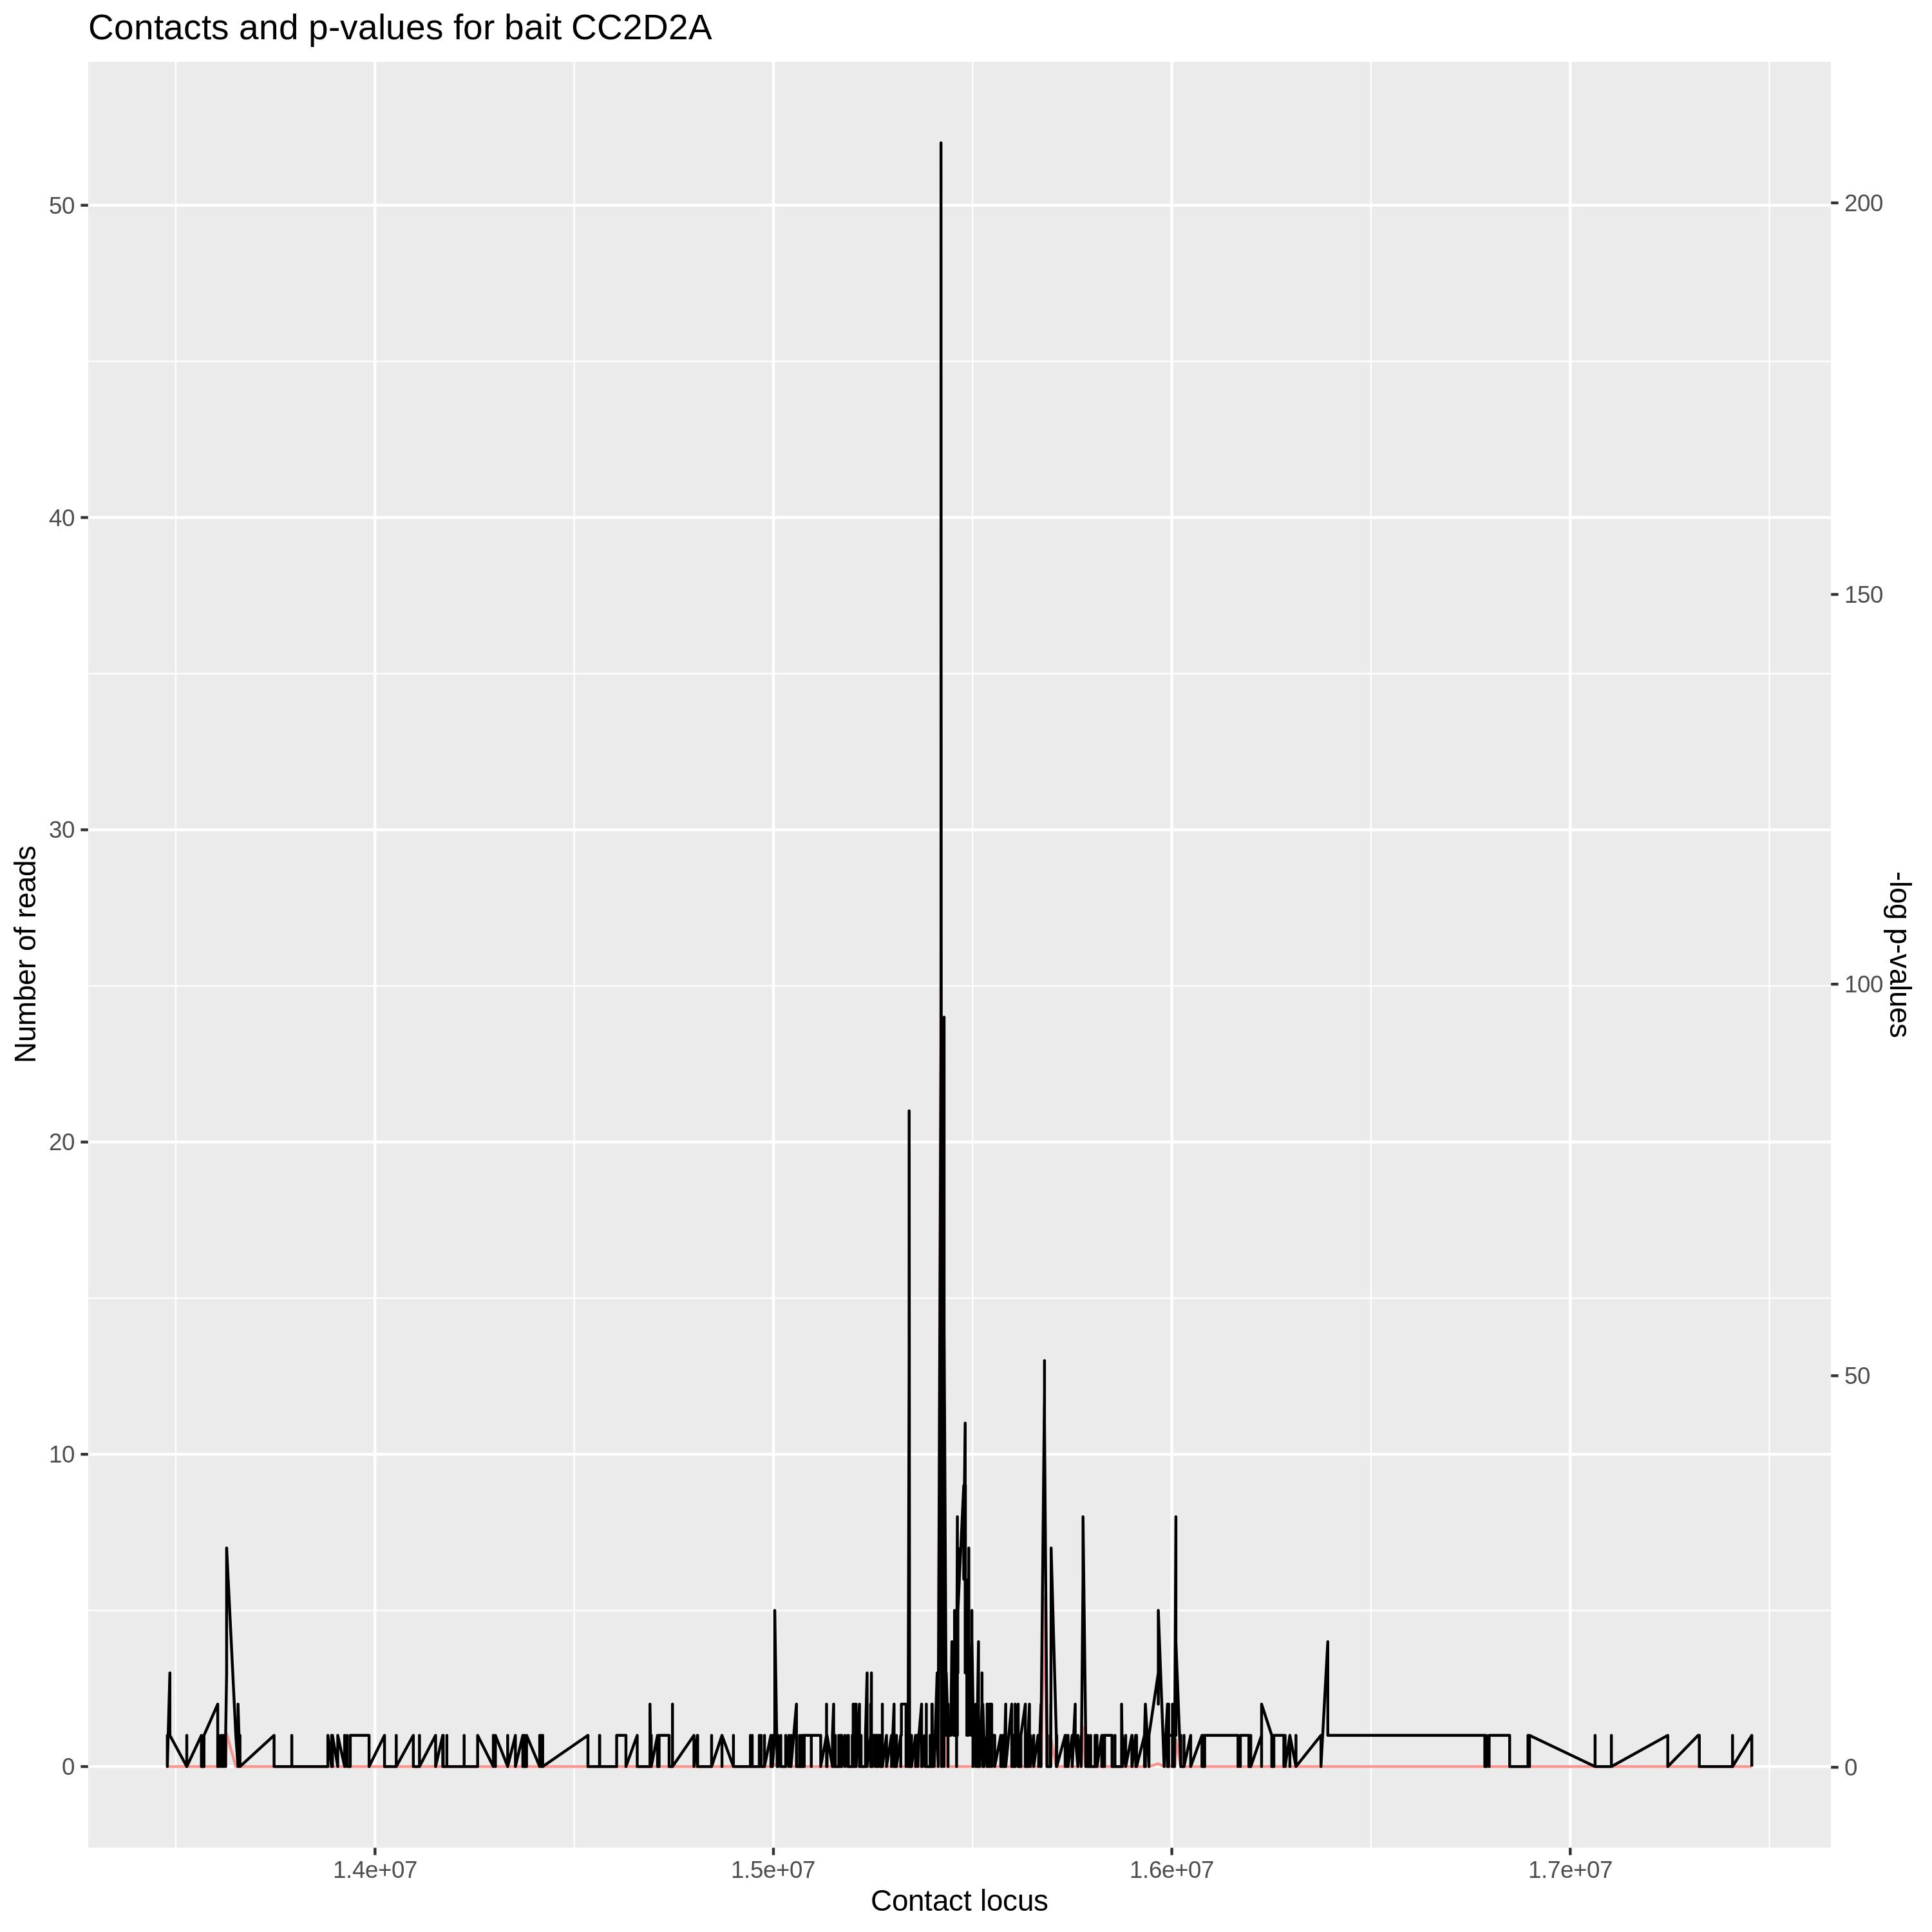 Contacts and p-values for bait CC2D2A
50
40
30
20
10
0
Number of reads
200
150
100
50
0
-log p-values
1.4e+07 1.5e+07 1.6e+07 1.7e+07
Contact locus